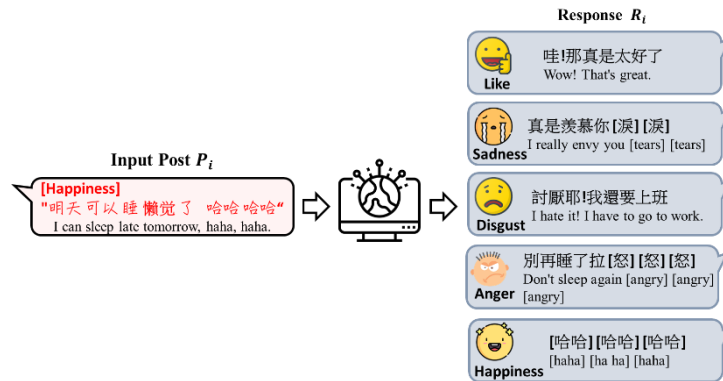 Response R_i
哇!那真是太好了
Wow! That's great.
Like
真是羨慕你[淚][淚]
I really envy you [tears] [tears]
Sadness
Input Post P_i
[Happiness]
"明天可以睡懒觉了 哈哈哈哈"
I can sleep late tomorrow, haha, haha.
討厭耶!我還要上班
I hate it! I have to go to work.
Disgust
別再睡了拉[怒][怒][怒]
Don't sleep again [angry] [angry]
[angry]
Anger
[哈哈][哈哈][哈哈]
[haha] [ha ha] [haha]
Happiness